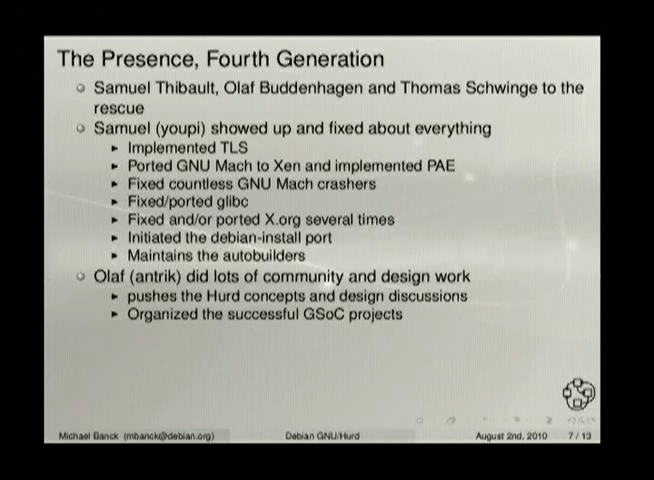 The Presence, Fourth Generation
Samuel Thibault, Olaf Buddenhagen and Thomas Schwinge to the
rescue
Samuel (youpi) showed up and fixed about everything
Implemented TLS
Ported GNU Mach to Xen and implemented PAE
Fixed countless GNU Mach crashers
Fixed/ported glibc
Fixed and/or ported X.org several times
Initiated the debian-install port
Maintains the autobuilders
Olaf (antrik) did lots of community and design work
pushes the Hurd concepts and design discussions
Organized the successful GSoC projects
Michael Banck (mbanck@debian.org) Debian GNU/Hurd August 2nd, 2010 7 / 13